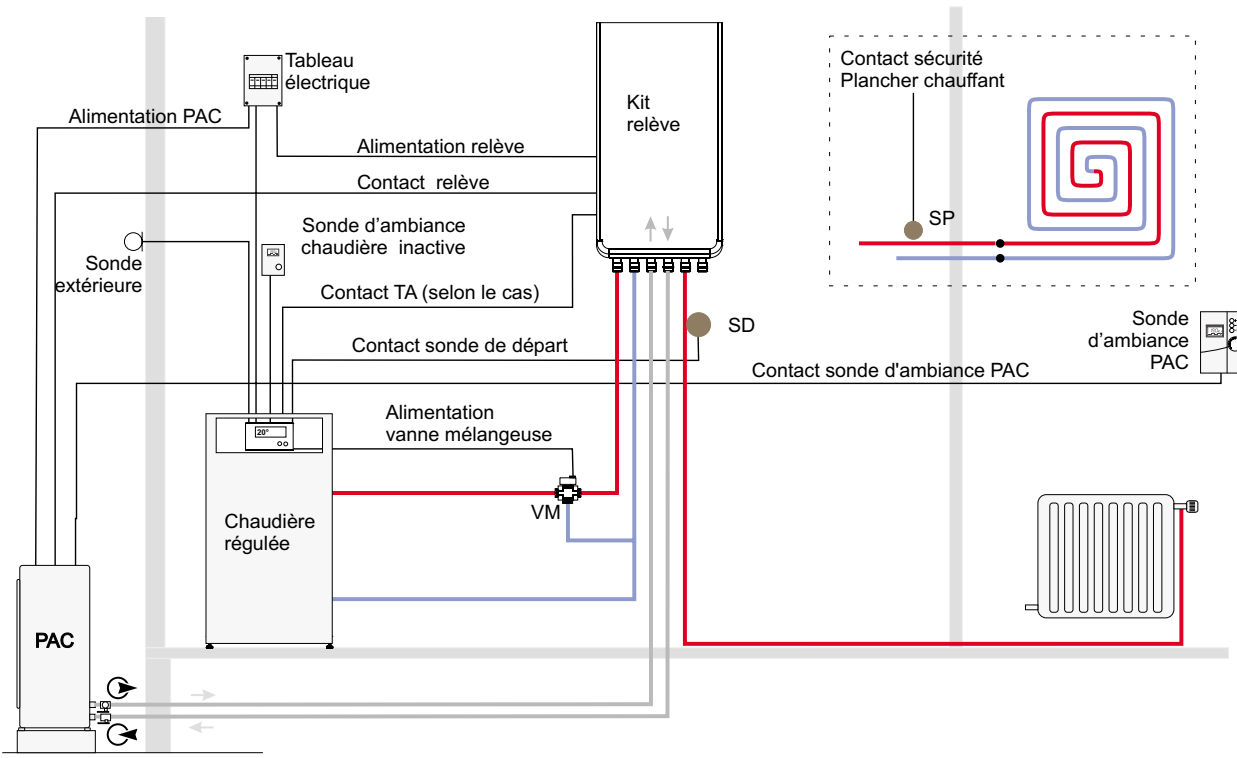 Tableau
électrique
Kit
relève
Contact sécurité
Plancher chauffant
Alimentation PAC
Alimentation relève
Contact relève
SP
Sonde d'ambiance
chaudière inactive
Sonde
extérieure
Contact TA (selon le cas)
SD
Sonde
d'ambiance
PAC
Contact sonde de départ
Contact sonde d'ambiance PAC
Alimentation
vanne mélangeuse
20°
VM
Chaudière
régulée
PAC